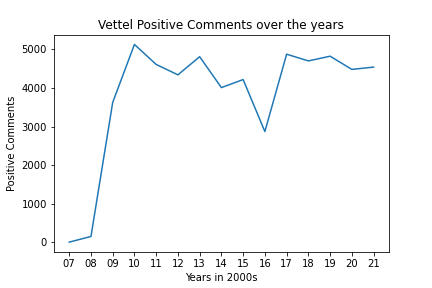 Vettel Positive Comments over the years
Positive Comments
5000
4000
3000
2000
1000
0
07 08 09 10 11 12 13 14 15 16 17 18 19 20 21
Years in 2000s